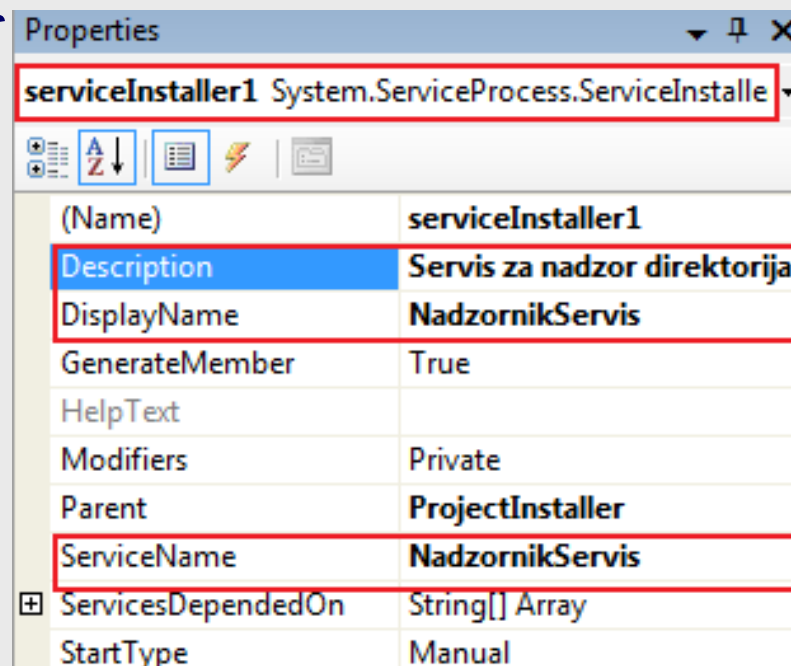 Properties
serviceInstaller1 System.ServiceProcess.ServiceInstalle
(Name) serviceInstaller1
Description Servis za nadzor direktorija
DisplayName NadzornikServis
GenerateMember True
HelpText
Modifiers Private
Parent ProjectInstaller
ServiceName NadzornikServis
ServicesDependedOn String[] Array
StartType Manual